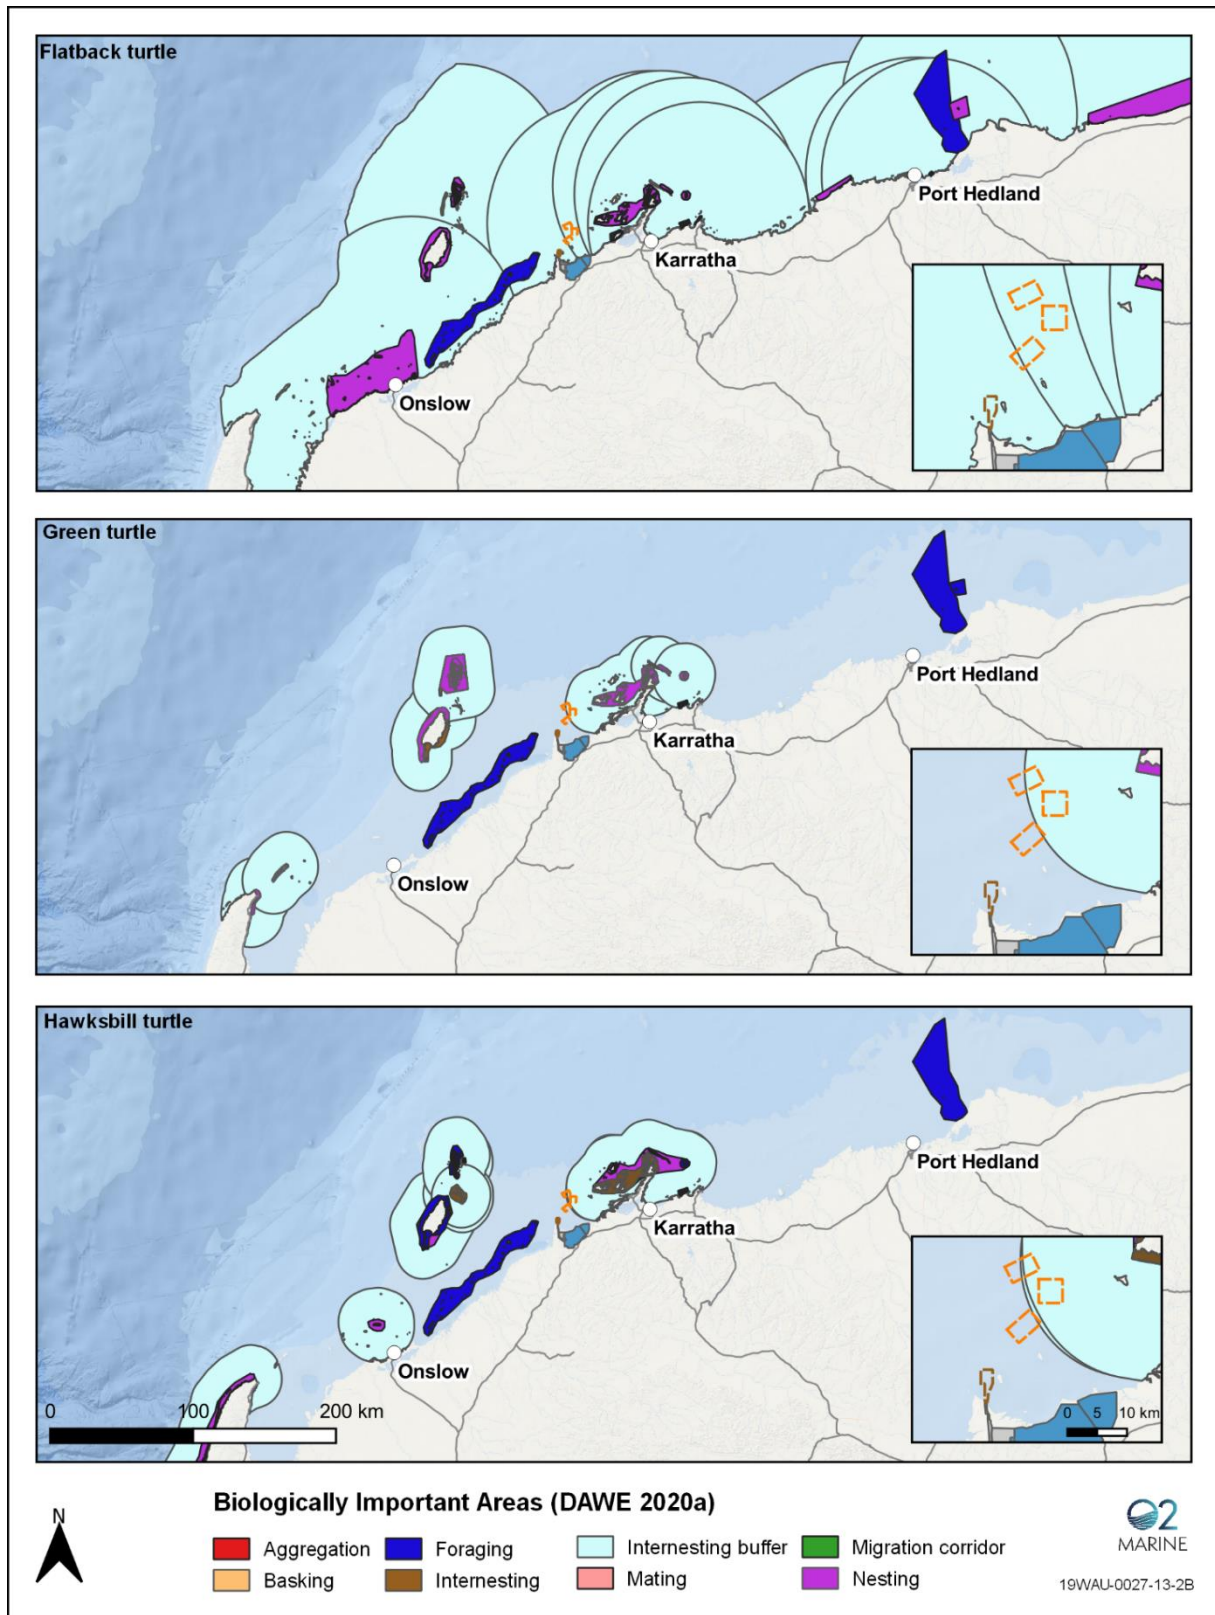 Flatback turtle
Port Hedland
Karratha
Onslow
Green turtle
Port Hedland
Karratha
Onslow
Hawksbill turtle
Port Hedland
Karratha
Onslow
0 100 200 km
0 5 10 km
N
Biologically Important Areas (DAWE 2020a)
Aggregation Foraging Internesting buffer Migration corridor
Basking Internesting Mating Nesting
O2
MARINE
19WAU-0027-13-2B